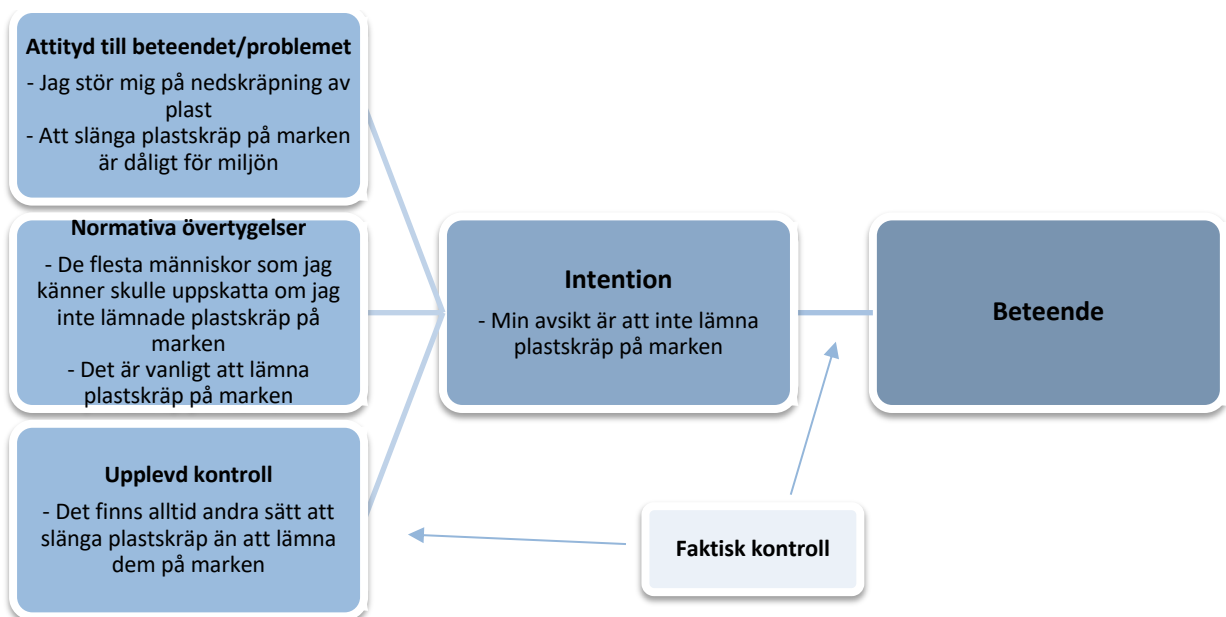 Attityd till beteendet/problemet
- Jag stör mig på nedskräpning av
plast
- Att slänga plastskräp på marken
är dåligt för miljön
Normativa övertygelser
- De flesta människor som jag
känner skulle uppskatta om jag
inte lämnade plastskräp på
marken
- Det är vanligt att lämna
plastskräp på marken
Upplevd kontroll
- Det finns alltid andra sätt att
slänga plastskräp än att lämna
dem på marken
Intention
- Min avsikt är att inte lämna
plastskräp på marken
Beteende
Faktisk kontroll